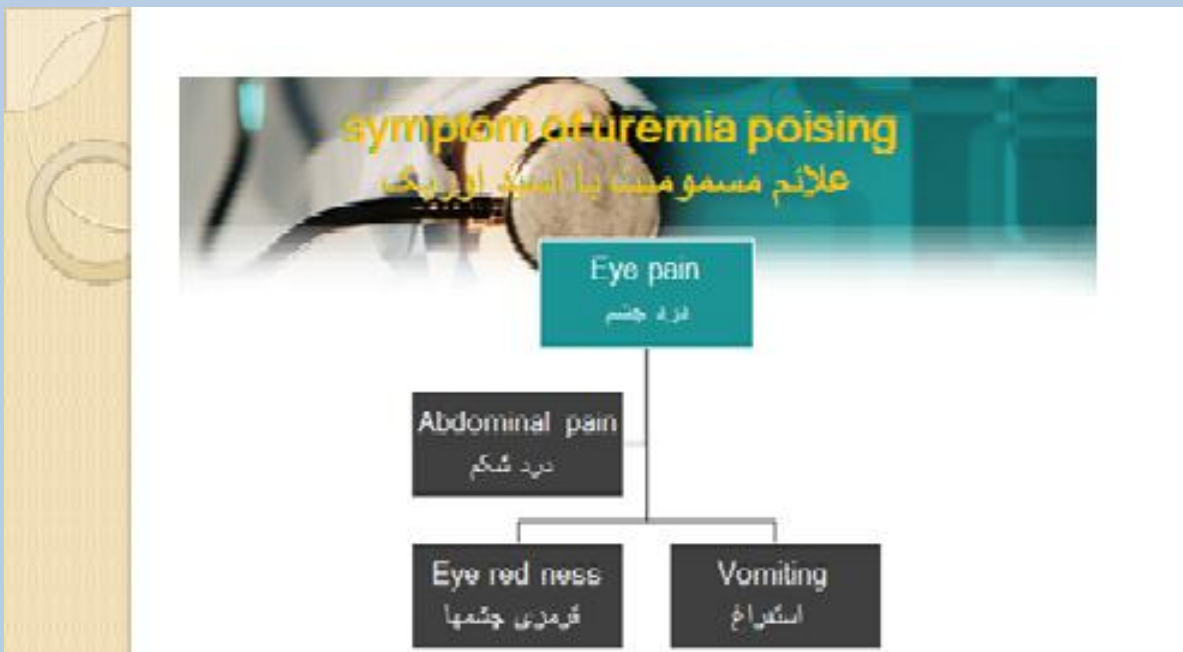 symptom of uremia poising
علائم مسمومیت با اسید اوریک
Eye pain
درد چشم
Abdominal pain
درد شکم
Eye red ness
قرمزی چشمها
Vomiting
استفراغ